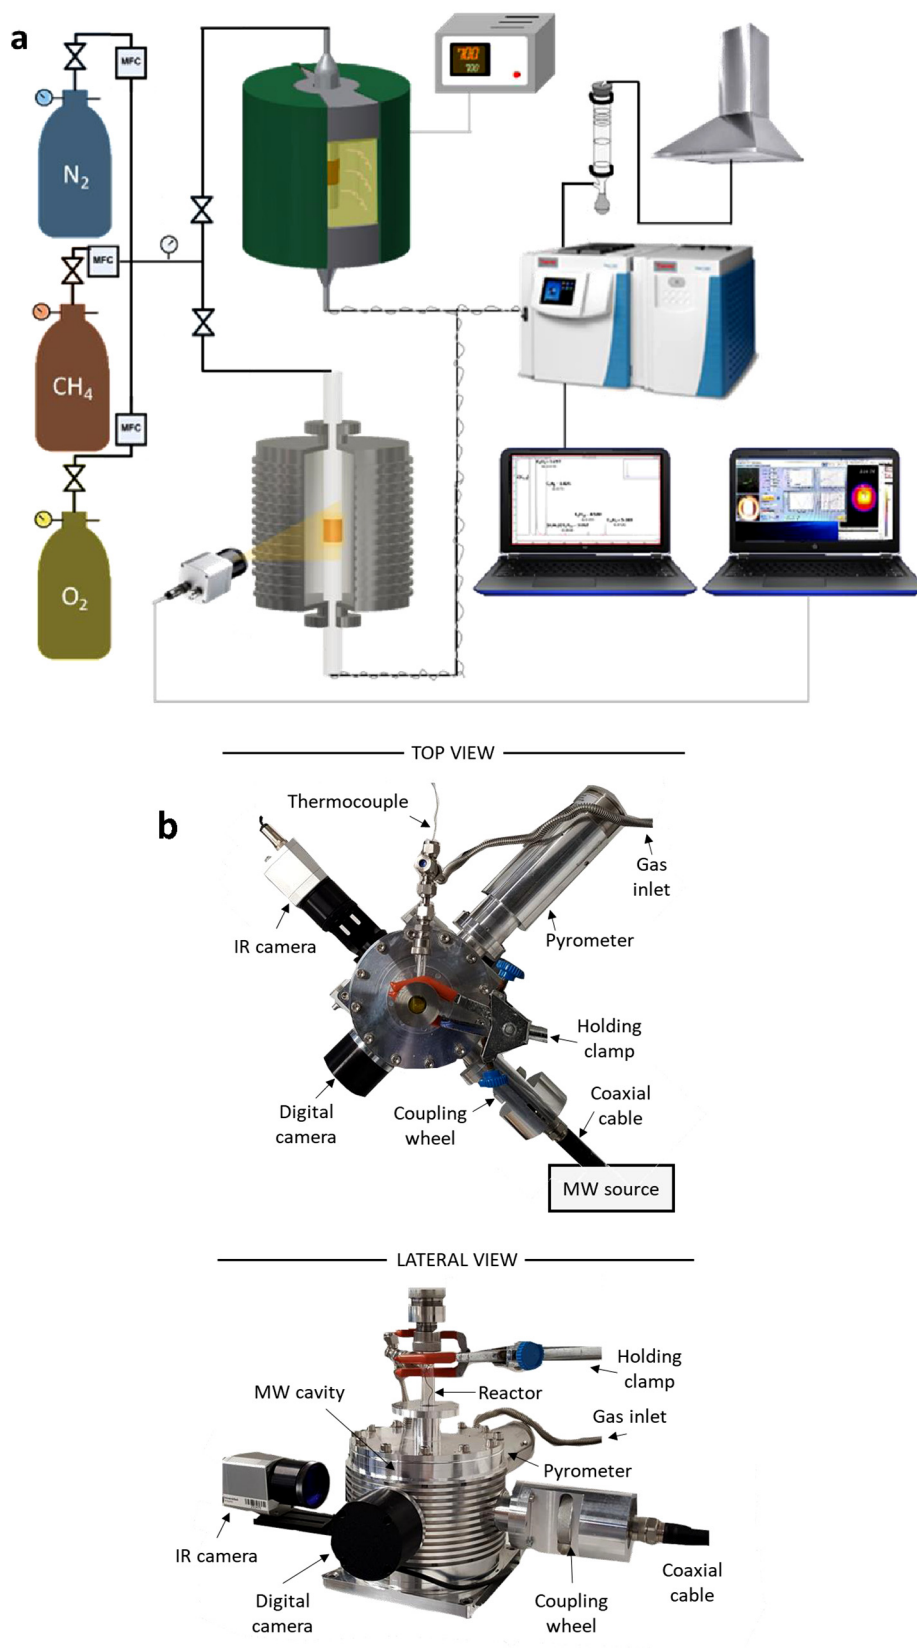 a
MFC
N2
MFC
CH4
MFC
O2
700
700
TOP VIEW
b
Thermocouple
Gas
inlet
IR camera
Pyrometer
Holding
clamp
Digital
camera
Coupling
wheel
Coaxial
cable
MW source
LATERAL VIEW
Holding
clamp
MW cavity
Reactor
Gas inlet
Pyrometer
IR camera
Digital
camera
Coupling
wheel
Coaxial
cable